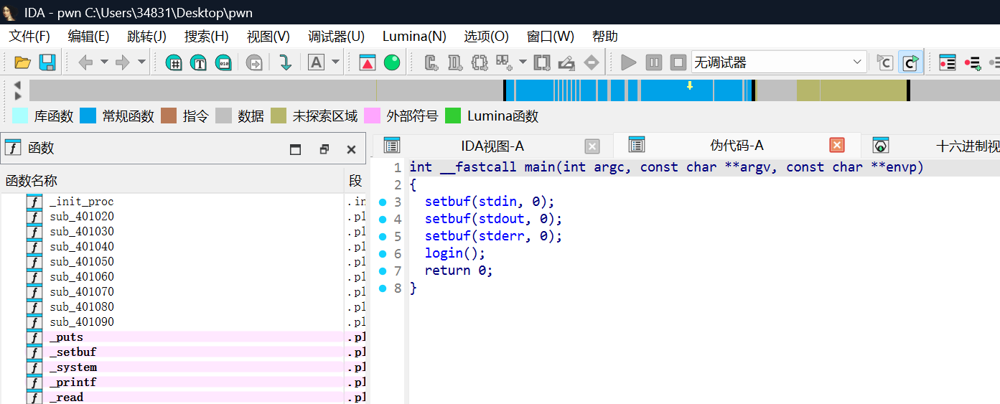 IDA - pwn C:\Users\34831\Desktop\pwn
文件(F) 编辑(E) 跳转(J) 搜索(H) 视图(V) 调试器(U) Lumina(N) 选项(O) 窗口(W) 帮助
无调试器
库函数 常规函数 指令 数据 未探索区域 外部符号 Lumina函数
函数
IDA视图-A 伪代码-A 十六进制视
函数名称 段
_init_proc .in
sub_401020 .pl
sub_401030 .pl
sub_401040 .pl
sub_401050 .pl
sub_401060 .pl
sub_401070 .pl
sub_401080 .pl
sub_401090 .pl
_puts .pl
_setbuf .pl
_system .pl
_printf .pl
_read .pl
1 int __fastcall main(int argc, const char **argv, const char **envp)
2 {
3 setbuf(stdin, 0);
4 setbuf(stdout, 0);
5 setbuf(stderr, 0);
6 login();
7 return 0;
8 }